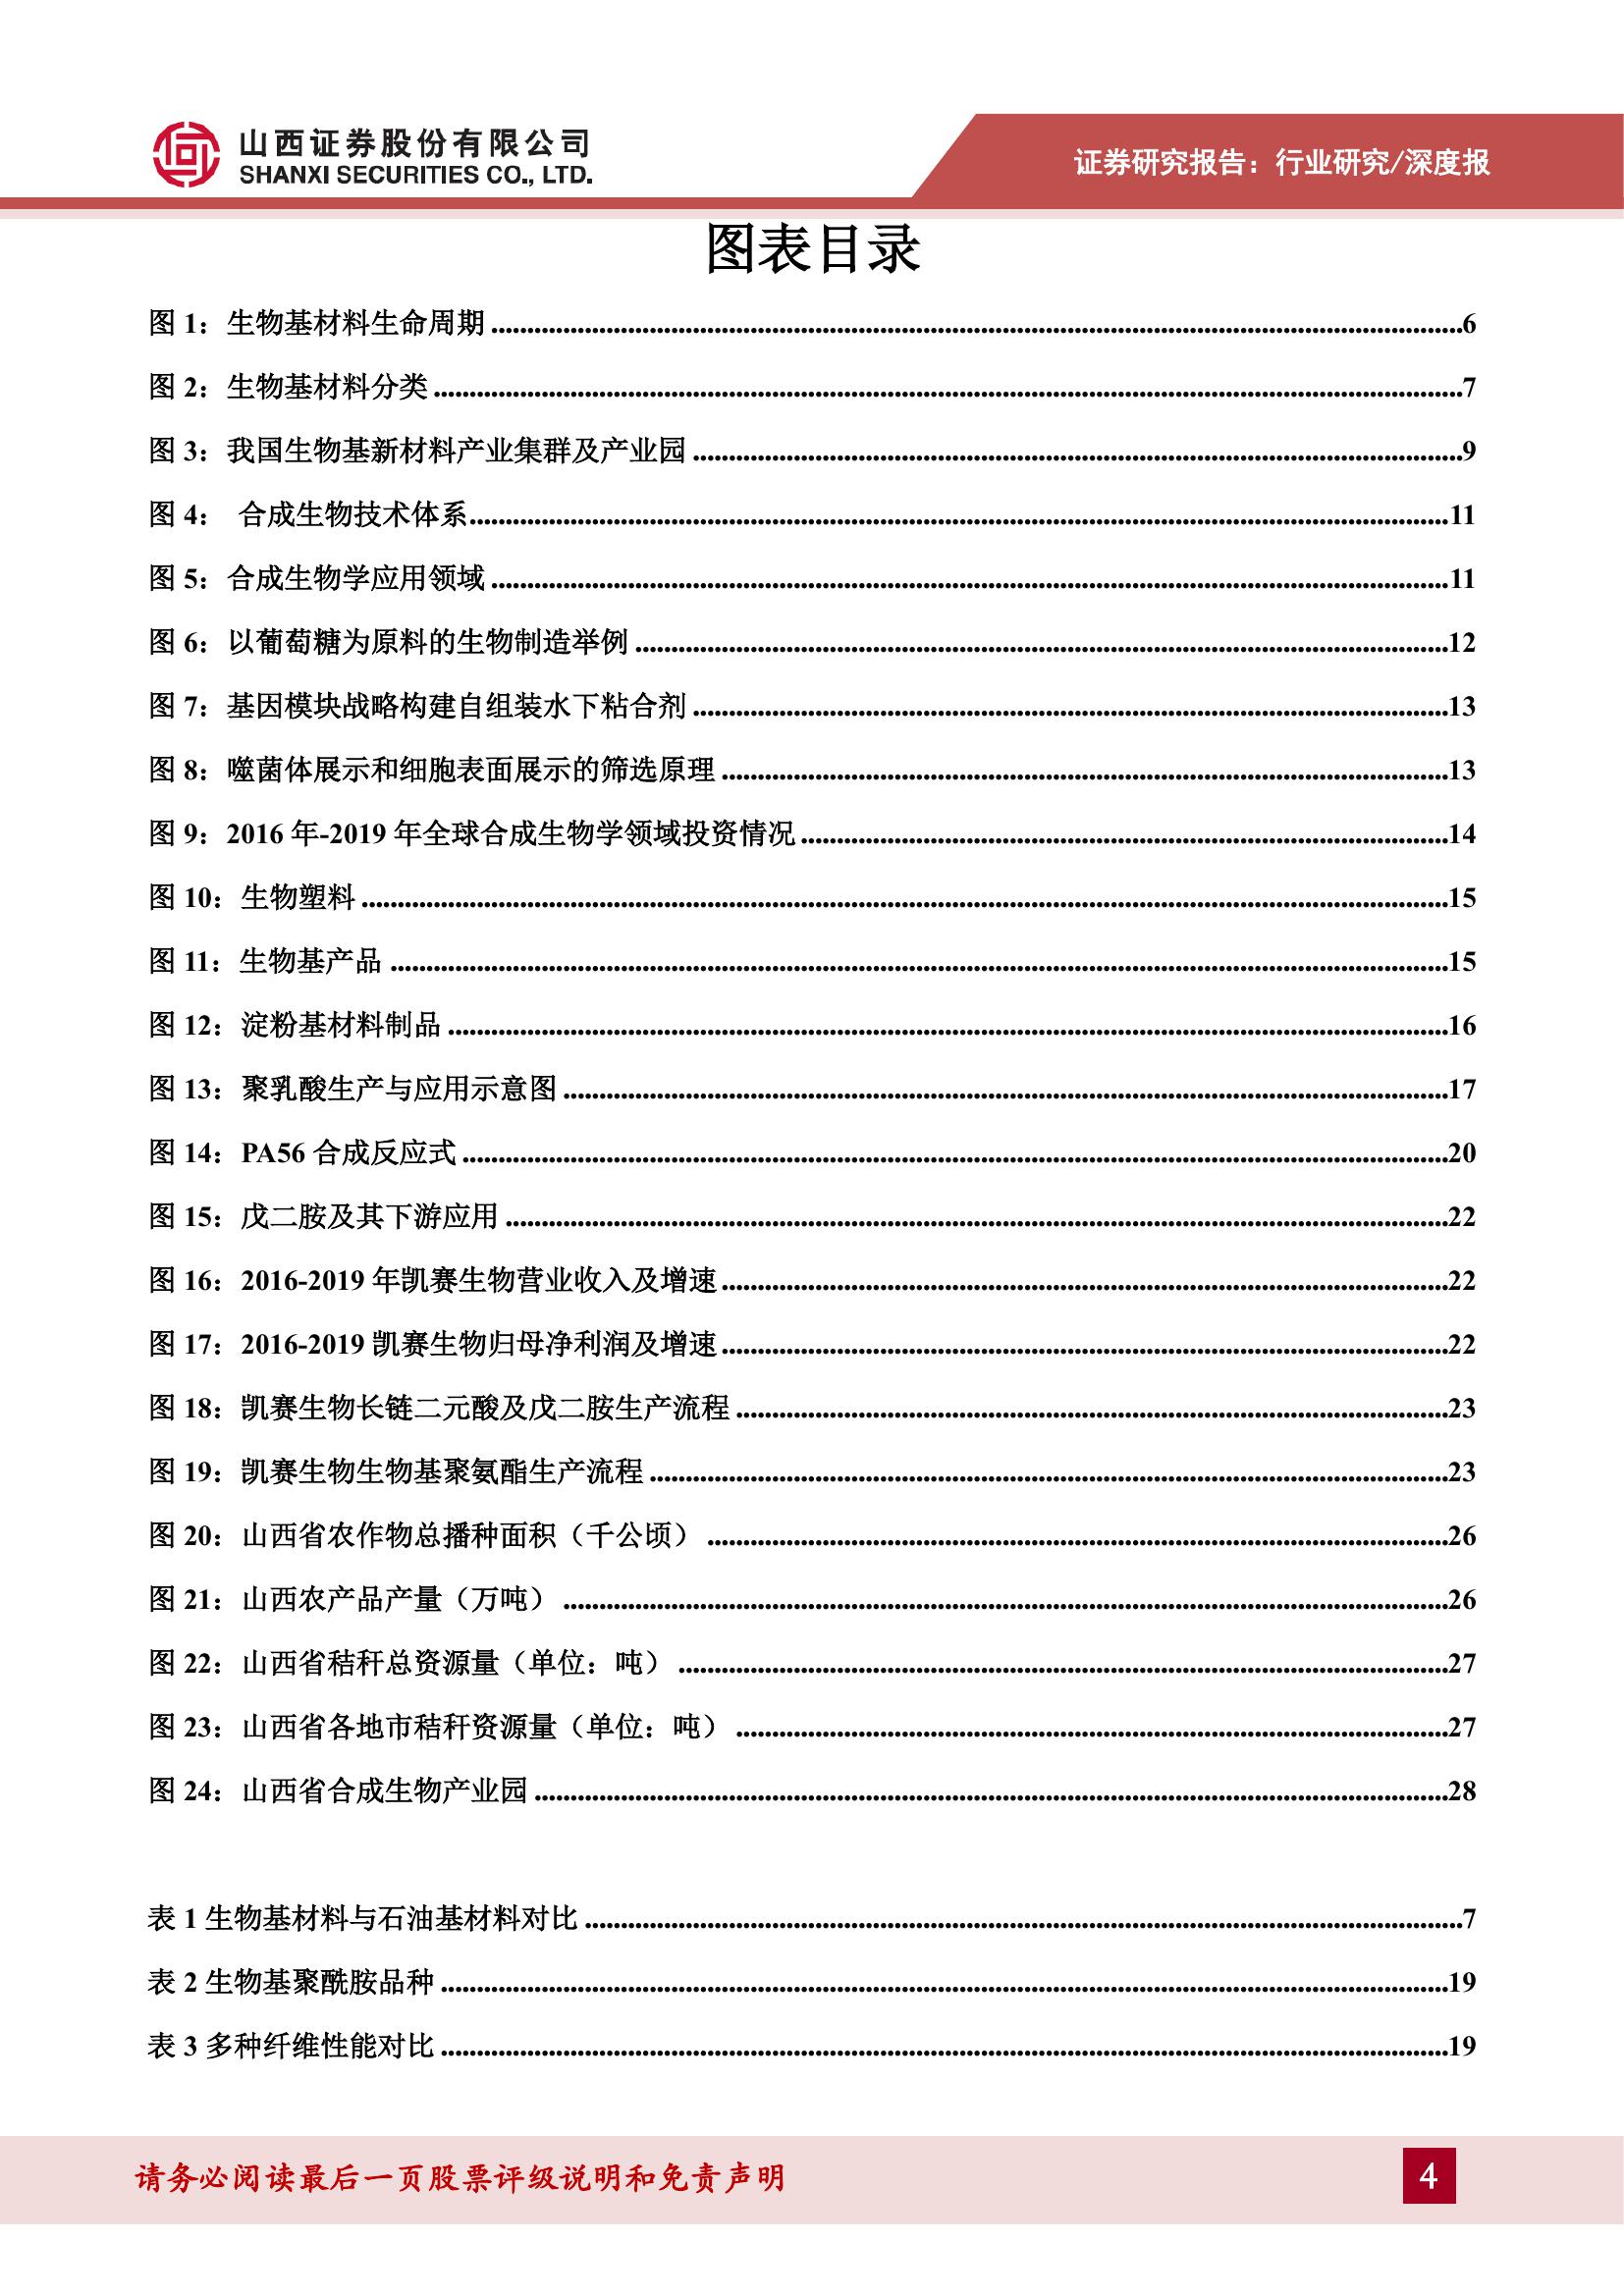 山西证券股份有限公司
SHANXI SECURITIES CO., LTD.
证券研究报告：行业研究/深度报
图表目录
图 1：生物基材料生命周期 ........................................ 6
图 2：生物基材料分类 ........................................ 7
图 3：我国生物基新材料产业集群及产业园 ........................................ 9
图 4： 合成生物技术体系 ........................................ 11
图 5：合成生物学应用领域 ........................................ 11
图 6：以葡萄糖为原料的生物制造举例 ........................................ 12
图 7：基因模块战略构建自组装水下粘合剂 ........................................ 13
图 8：噬菌体展示和细胞表面展示的筛选原理 ........................................ 13
图 9：2016 年-2019 年全球合成生物学领域投资情况 ........................................ 14
图 10：生物塑料 ........................................ 15
图 11：生物基产品 ........................................ 15
图 12：淀粉基材料制品 ........................................ 16
图 13：聚乳酸生产与应用示意图 ........................................ 17
图 14：PA56 合成反应式 ........................................ 20
图 15：戊二胺及其下游应用 ........................................ 22
图 16：2016-2019 年凯赛生物营业收入及增速 ........................................ 22
图 17：2016-2019 凯赛生物归母净利润及增速 ........................................ 22
图 18：凯赛生物长链二元酸及戊二胺生产流程 ........................................ 23
图 19：凯赛生物生物基聚氨酯生产流程 ........................................ 23
图 20：山西省农作物总播种面积（千公顷） ........................................ 26
图 21：山西农产品产量（万吨） ........................................ 26
图 22：山西省秸秆总资源量（单位：吨） ........................................ 27
图 23：山西省各地市秸秆资源量（单位：吨） ........................................ 27
图 24：山西省合成生物产业园 ........................................ 28
表 1 生物基材料与石油基材料对比 ........................................ 7
表 2 生物基聚酰胺品种 ........................................ 19
表 3 多种纤维性能对比 ........................................ 19
请务必阅读最后一页股票评级说明和免责声明
4